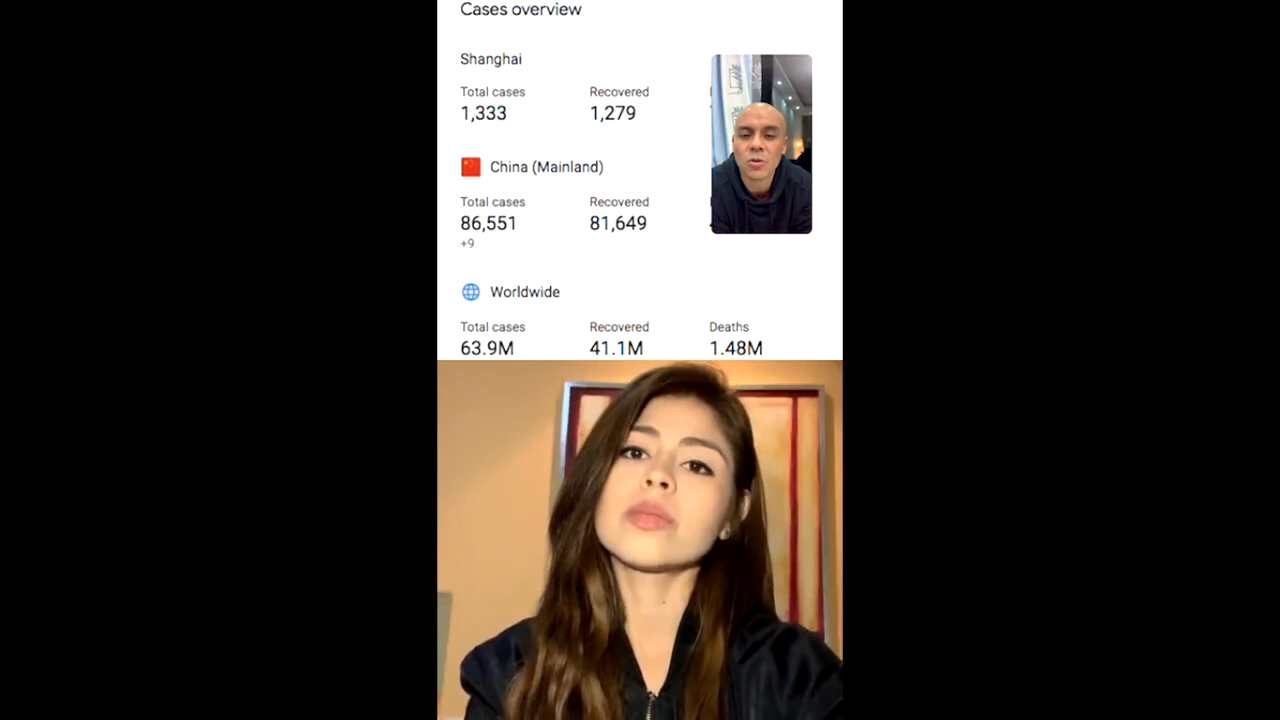 Cases overview
Shanghai
Total cases Recovered
1,333 1,279
China (Mainland)
Total cases Recovered
86,551 81,649
+9
Worldwide
Total cases Recovered Deaths
63.9M 41.1M 1.48M